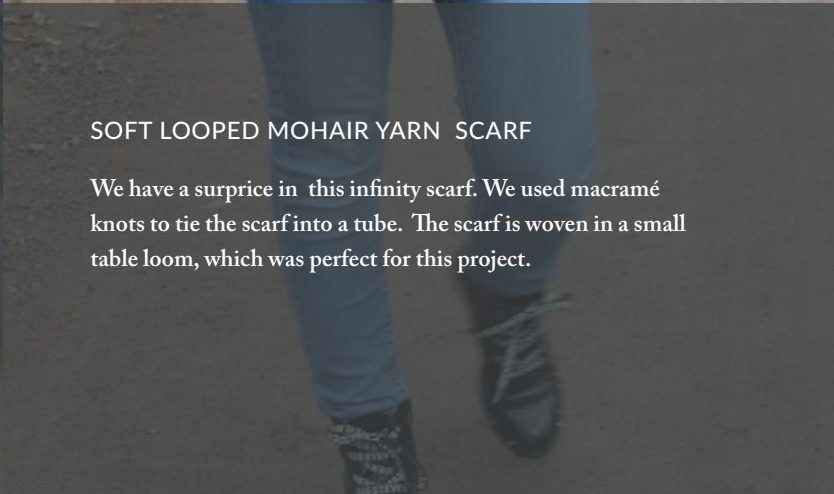 SOFT LOOPED MOHAIR YARN  SCARF
We have a surprice in  this infinity scarf. We used macramé
knots to tie the scarf into a tube.  The scarf is woven in a small
table loom, which was perfect for this project.